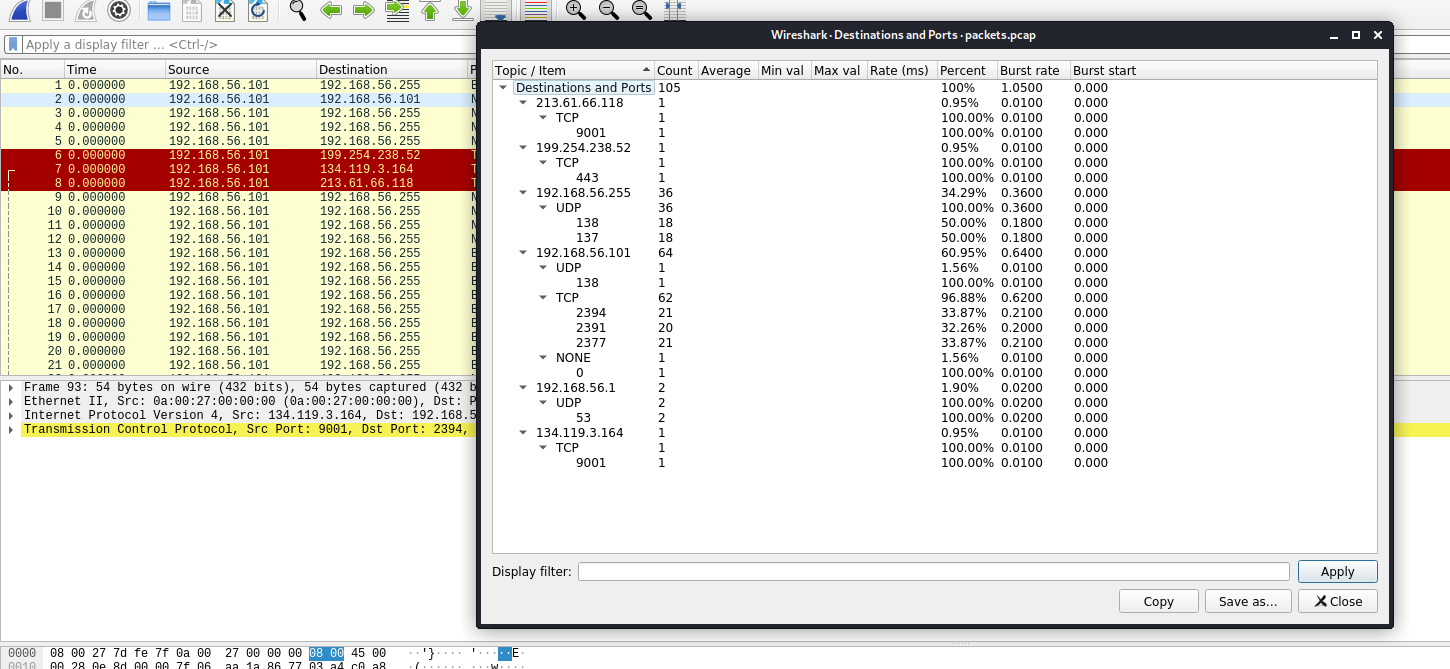 Apply a display filter … <Ctrl-/>
No. Time Source Destination
1 0.000000 192.168.56.101 192.168.56.255
2 0.000000 192.168.56.101 192.168.56.101
3 0.000000 192.168.56.101 192.168.56.255
4 0.000000 192.168.56.101 192.168.56.255
5 0.000000 192.168.56.101 192.168.56.255
6 0.000000 192.168.56.101 199.254.238.52
7 0.000000 192.168.56.101 134.119.3.164
8 0.000000 192.168.56.101 213.61.66.118
9 0.000000 192.168.56.101 192.168.56.255
10 0.000000 192.168.56.101 192.168.56.255
11 0.000000 192.168.56.101 192.168.56.255
12 0.000000 192.168.56.101 192.168.56.255
13 0.000000 192.168.56.101 192.168.56.255
14 0.000000 192.168.56.101 192.168.56.255
15 0.000000 192.168.56.101 192.168.56.255
16 0.000000 192.168.56.101 192.168.56.255
17 0.000000 192.168.56.101 192.168.56.255
18 0.000000 192.168.56.101 192.168.56.255
19 0.000000 192.168.56.101 192.168.56.255
20 0.000000 192.168.56.101 192.168.56.255
21 0.000000 192.168.56.101 192.168.56.255
Frame 93: 54 bytes on wire (432 bits), 54 bytes captured (432 b
Ethernet II, Src: 0a:00:27:00:00:00 (0a:00:27:00:00:00), Dst: P
Internet Protocol Version 4, Src: 134.119.3.164, Dst: 192.168.5
Transmission Control Protocol, Src Port: 9001, Dst Port: 2394,
0000 08 00 27 7d fe 7f 0a 00 27 00 00 00 08 00 45 00 ··'}···· '·····E·
0010 00 28 0e 8d 00 00 7f 06 aa 1a 86 77 03 a4 c0 a8
Wireshark · Destinations and Ports · packets.pcap
Topic / Item Count Average Min val Max val Rate (ms) Percent Burst rate Burst start
Destinations and Ports 105 100% 1.0500 0.000
213.61.66.118 1 0.95% 0.0100 0.000
TCP 1 100.00% 0.0100 0.000
9001 1 100.00% 0.0100 0.000
199.254.238.52 1 0.95% 0.0100 0.000
TCP 1 100.00% 0.0100 0.000
443 1 100.00% 0.0100 0.000
192.168.56.255 36 34.29% 0.3600 0.000
UDP 36 100.00% 0.3600 0.000
138 18 50.00% 0.1800 0.000
137 18 50.00% 0.1800 0.000
192.168.56.101 64 60.95% 0.6400 0.000
UDP 1 1.56% 0.0100 0.000
138 1 100.00% 0.0100 0.000
TCP 62 96.88% 0.6200 0.000
2394 21 33.87% 0.2100 0.000
2391 20 32.26% 0.2000 0.000
2377 21 33.87% 0.2100 0.000
NONE 1 1.56% 0.0100 0.000
0 1 100.00% 0.0100 0.000
192.168.56.1 2 1.90% 0.0200 0.000
UDP 2 100.00% 0.0200 0.000
53 2 100.00% 0.0200 0.000
134.119.3.164 1 0.95% 0.0100 0.000
TCP 1 100.00% 0.0100 0.000
9001 1 100.00% 0.0100 0.000
Display filter: Apply
Copy Save as… Close